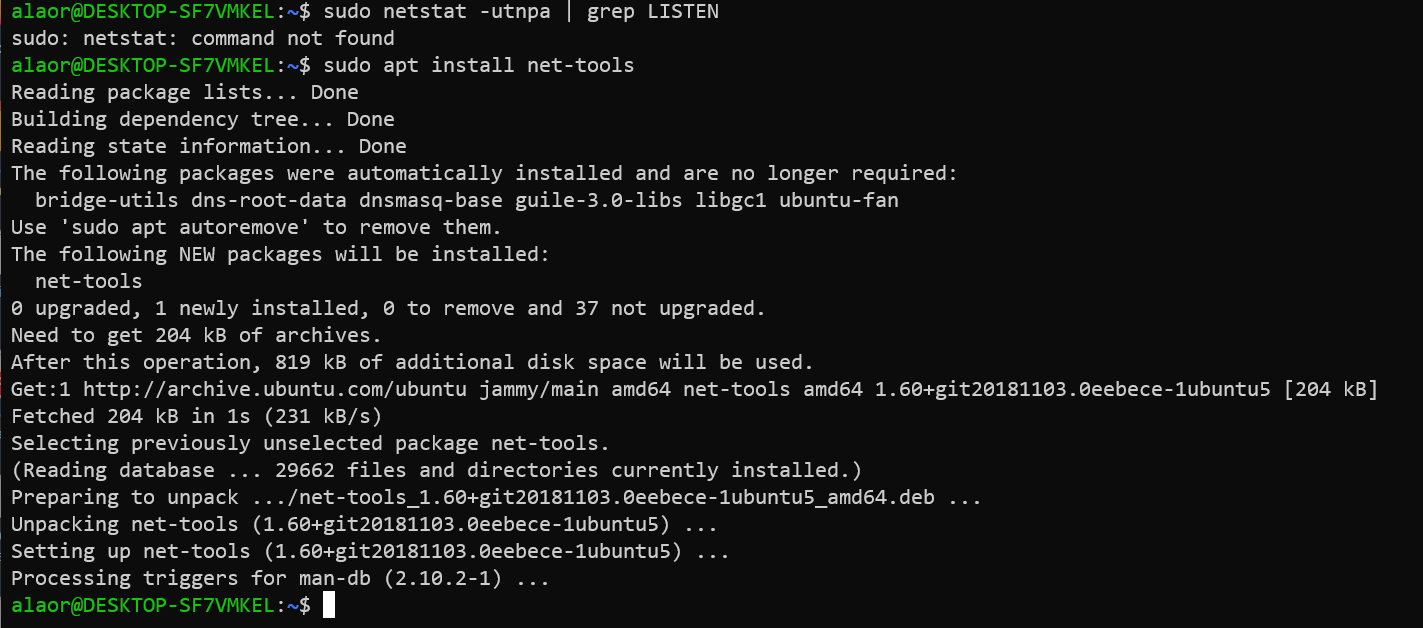 alaor@DESKTOP-SF7VMKEL:~$ sudo netstat -utnpa | grep LISTEN
sudo: netstat: command not found
alaor@DESKTOP-SF7VMKEL:~$ sudo apt install net-tools
Reading package lists... Done
Building dependency tree... Done
Reading state information... Done
The following packages were automatically installed and are no longer required:
  bridge-utils dns-root-data dnsmasq-base guile-3.0-libs libgc1 ubuntu-fan
Use 'sudo apt autoremove' to remove them.
The following NEW packages will be installed:
  net-tools
0 upgraded, 1 newly installed, 0 to remove and 37 not upgraded.
Need to get 204 kB of archives.
After this operation, 819 kB of additional disk space will be used.
Get:1 http://archive.ubuntu.com/ubuntu jammy/main amd64 net-tools amd64 1.60+git20181103.0eebece-1ubuntu5 [204 kB]
Fetched 204 kB in 1s (231 kB/s)
Selecting previously unselected package net-tools.
(Reading database ... 29662 files and directories currently installed.)
Preparing to unpack .../net-tools_1.60+git20181103.0eebece-1ubuntu5_amd64.deb ...
Unpacking net-tools (1.60+git20181103.0eebece-1ubuntu5) ...
Setting up net-tools (1.60+git20181103.0eebece-1ubuntu5) ...
Processing triggers for man-db (2.10.2-1) ...
alaor@DESKTOP-SF7VMKEL:~$